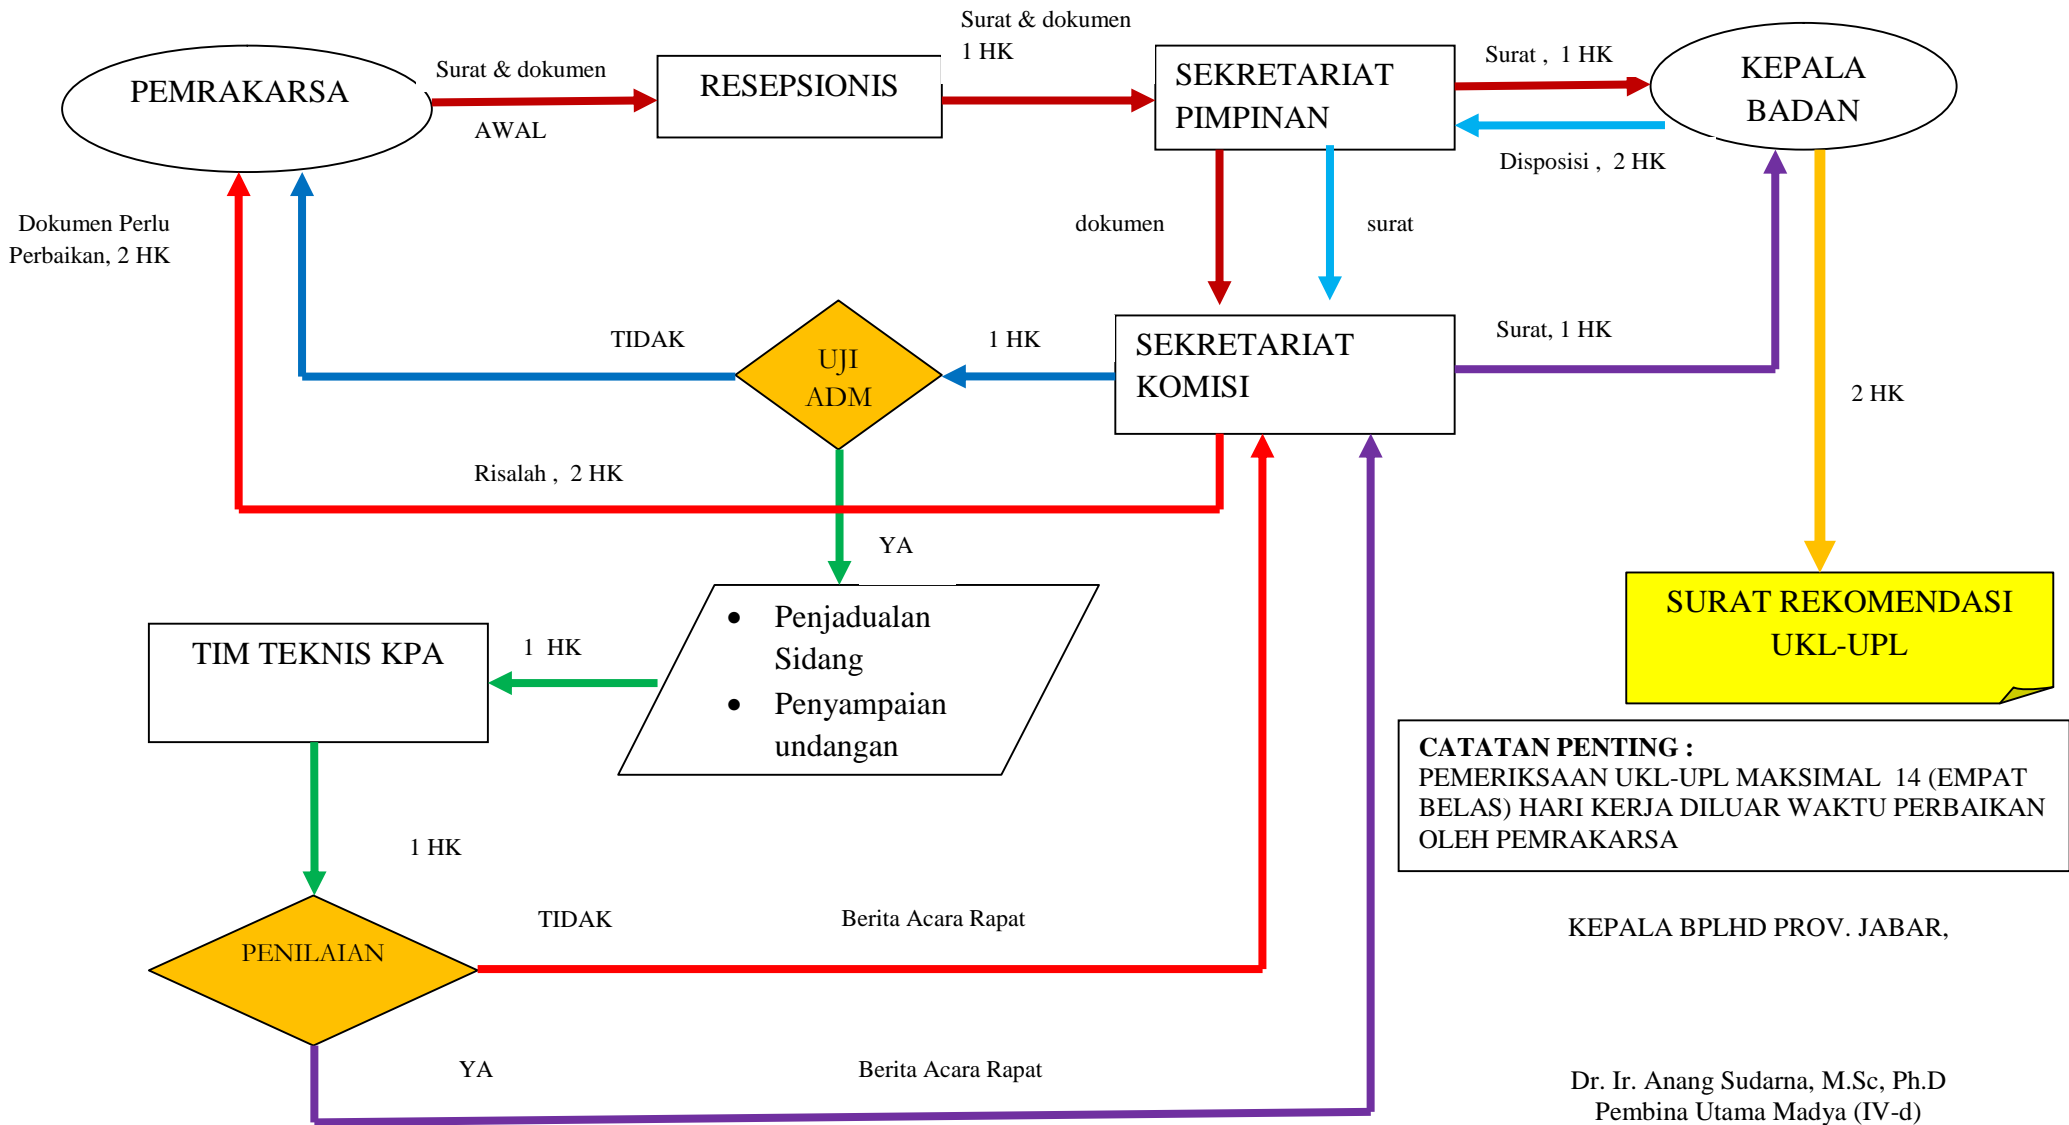 Surat & dokumen
1 HK
PEMRAKARSA
Surat & dokumen
AWAL
RESEPSIONIS
SEKRETARIAT
PIMPINAN
Surat , 1 HK
KEPALA
BADAN
Disposisi , 2 HK
Dokumen Perlu
Perbaikan, 2 HK
dokumen
surat
TIDAK
UJI
ADM
1 HK
SEKRETARIAT
KOMISI
Surat, 1 HK
2 HK
Risalah , 2 HK
YA
TIM TEKNIS KPA
1 HK
• Penjadualan
Sidang
• Penyampaian
undangan
SURAT REKOMENDASI
UKL-UPL
CATATAN PENTING :
PEMERIKSAAN UKL-UPL MAKSIMAL 14 (EMPAT
BELAS) HARI KERJA DILUAR WAKTU PERBAIKAN
OLEH PEMRAKARSA
1 HK
PENILAIAN
TIDAK
Berita Acara Rapat
KEPALA BPLHD PROV. JABAR,
YA
Berita Acara Rapat
Dr. Ir. Anang Sudarna, M.Sc, Ph.D
Pembina Utama Madya (IV-d)